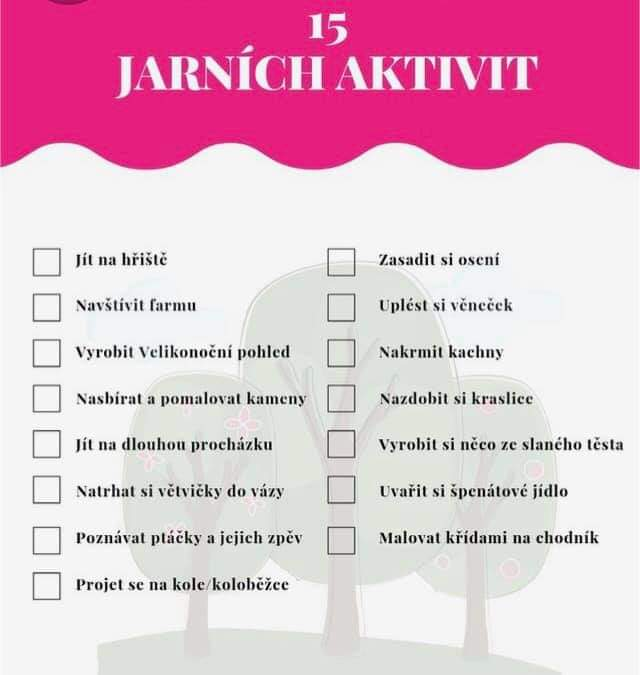 15
JARNÍCH AKTIVIT
Jít na hřiště
Navštívit farmu
Vyrobit Velikonoční pohled
Nasbírat a pomalovat kameny
Jít na dlouhou procházku
Natrhat si větvičky do vázy
Poznávat ptáčky a jejich zpěv
Projet se na kole/koloběžce
Zasadit si osení
Uplést si věneček
Nakrmit kachny
Nazdobit si kraslice
Vyrobit si něco ze slaného těsta
Uvařit si špenátové jídlo
Malovat křídami na chodník